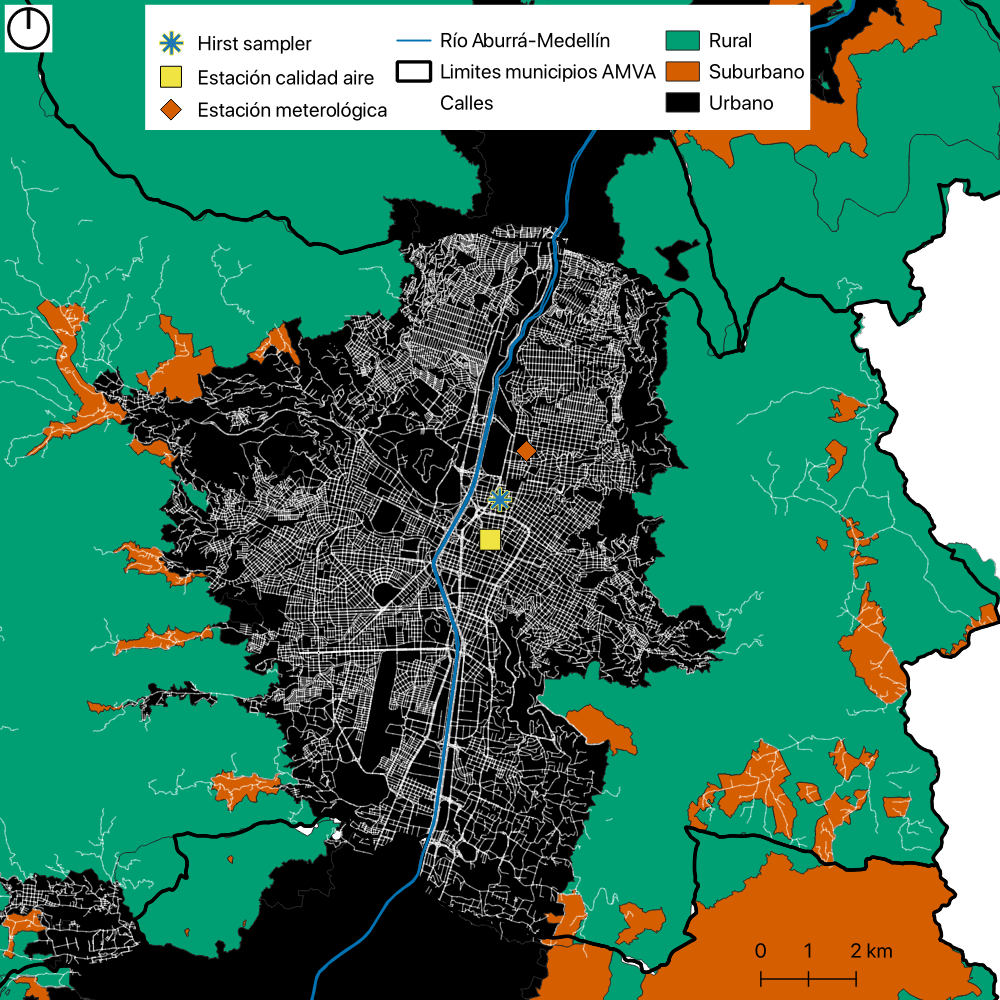 Hirst sampler
Estación calidad aire
Estación meterológica
Río Aburrá-Medellín
Limites municipios AMVA
Calles
Rural
Suburbano
Urbano
0 1 2 km